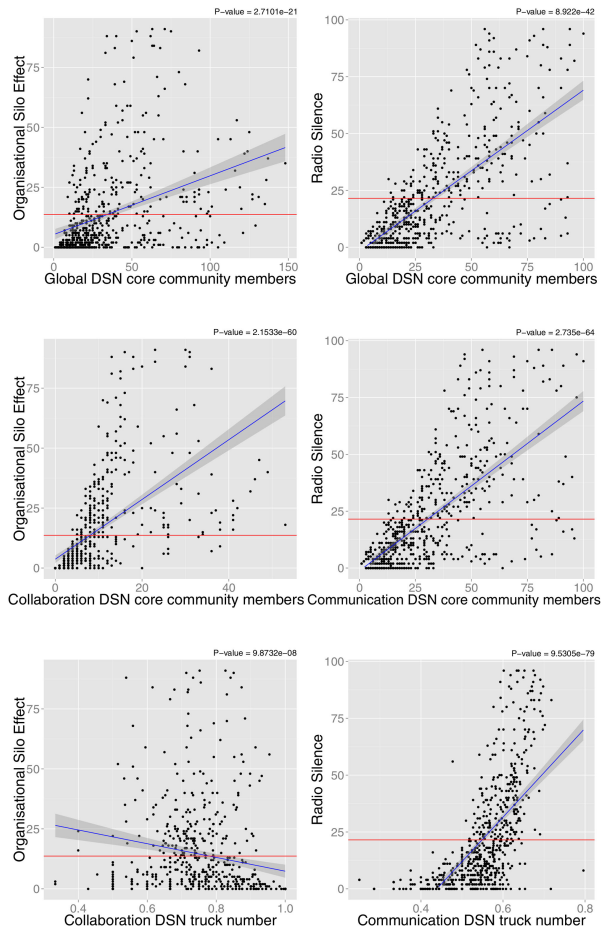 P-value = 2.7101e-21
Organisational Silo Effect
75
50
25
0
0
50
100
150
Global DSN core community members
P-value = 8.922e-42
Radio Silence
100
75
50
25
0
0
25
50
75
100
Global DSN core community members
P-value = 2.1533e-60
Organisational Silo Effect
75
50
25
0
0
20
40
Collaboration DSN core community members
P-value = 2.735e-64
Radio Silence
100
75
50
25
0
0
25
50
75
100
Communication DSN core community members
P-value = 9.8732e-08
Organisational Silo Effect
75
50
25
0
0.4
0.6
0.8
1.0
Collaboration DSN truck number
P-value = 9.5305e-79
Radio Silence
100
75
50
25
0
0.4
0.6
0.8
Communication DSN truck number